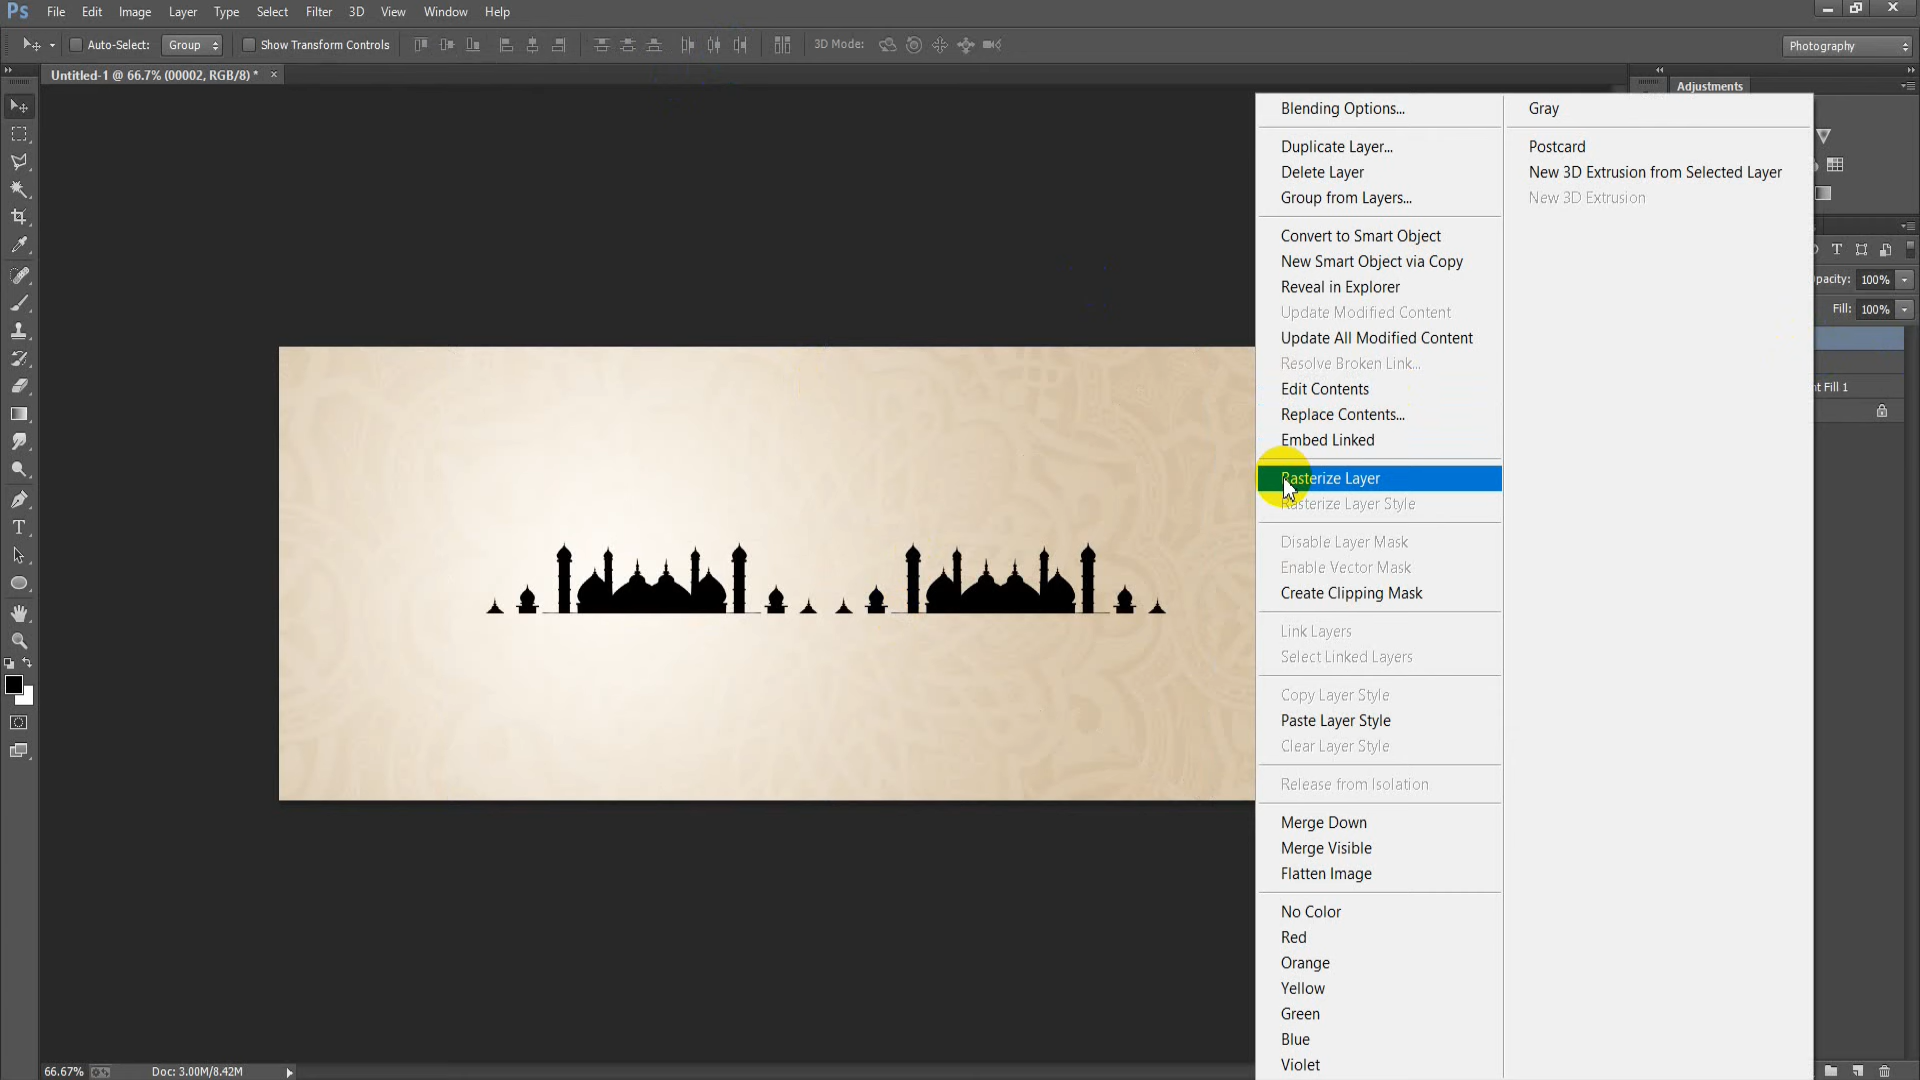 Ps File Edit Image Layer Type Select Filter 3D View Window Help
Auto-Select: Group Show Transform Controls 3D Mode: Photography
Untitled-1 @ 66.7% (00002, RGB/8) * ×
Adjustments
Blending Options...
Duplicate Layer...
Delete Layer
Group from Layers...
Convert to Smart Object
New Smart Object via Copy
Reveal in Explorer
Update Modified Content
Update All Modified Content
Resolve Broken Link...
Edit Contents
Replace Contents...
Embed Linked
Rasterize Layer
Rasterize Layer Style
Disable Layer Mask
Enable Vector Mask
Create Clipping Mask
Link Layers
Select Linked Layers
Copy Layer Style
Paste Layer Style
Clear Layer Style
Release from Isolation
Merge Down
Merge Visible
Flatten Image
No Color
Red
Orange
Yellow
Green
Blue
Violet
Gray
Postcard
New 3D Extrusion from Selected Layer
New 3D Extrusion
pacity: 100%
Fill: 100%
nt Fill 1
66.67% Doc: 3.00M/8.42M